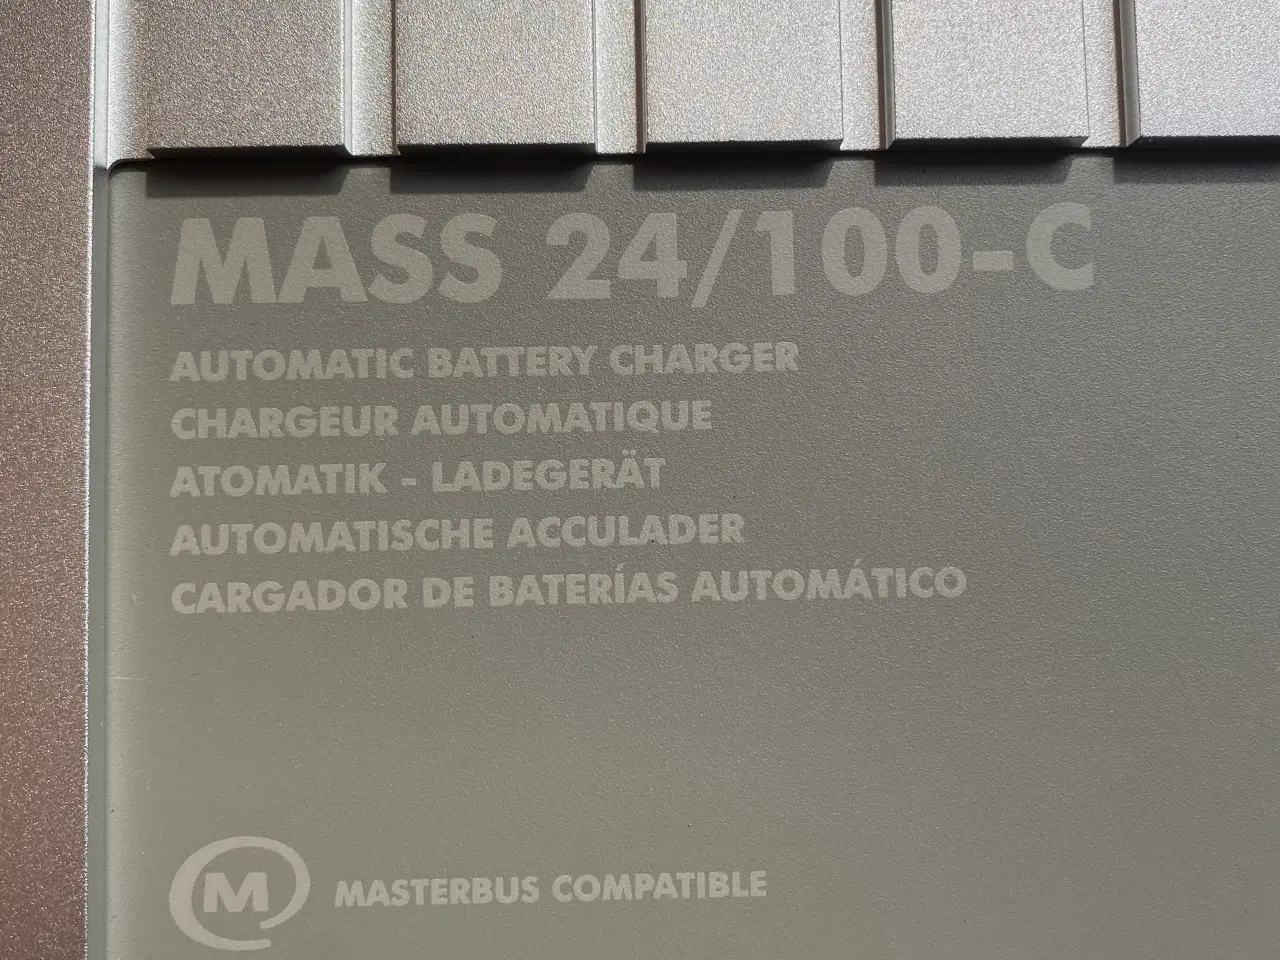 MASS 24/100-C
AUTOMATIC BATTERY CHARGER
CHARGEUR AUTOMATIQUE
ATOMATIK - LADEGERÄT
AUTOMATISCHE ACCULADER
CARGADOR DE BATERÍAS AUTOMÁTICO
M MASTERBUS COMPATIBLE